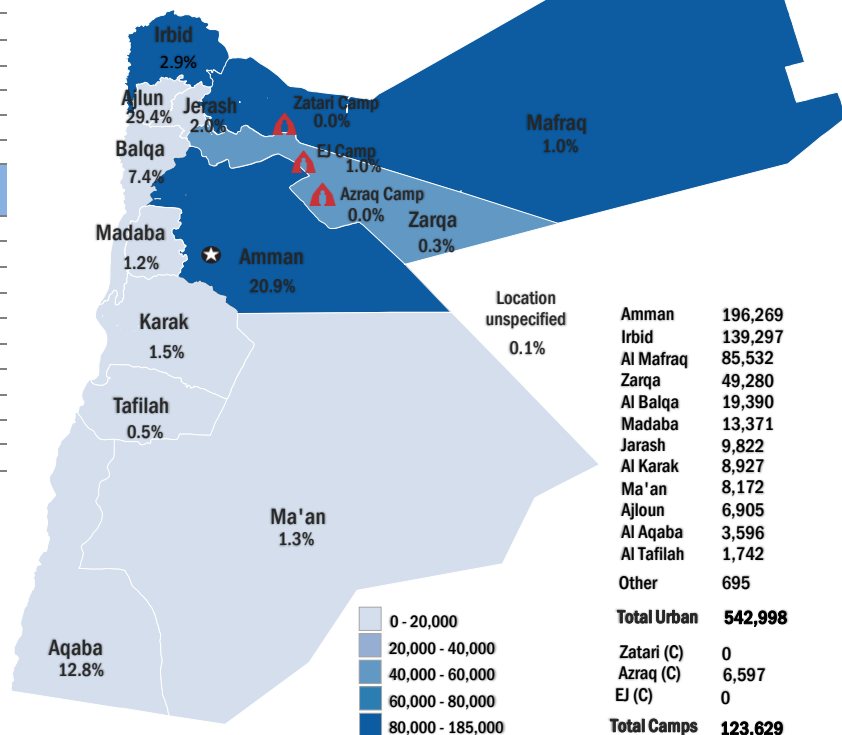 Irbid
2.9%
Ajlun
29.4%
Jerash
2.0%
Zatari Camp
0.0%
Mafraq
1.0%
EJ Camp
1.0%
Balqa
7.4%
Azraq Camp
0.0%
Zarqa
0.3%
Madaba
1.2%
Amman
20.9%
Karak
1.5%
Location
unspecified
0.1%
Tafilah
0.5%
Ma'an
1.3%
Aqaba
12.8%
0 - 20,000
20,000 - 40,000
40,000 - 60,000
60,000 - 80,000
80,000 - 185,000
Amman 196,269
Irbid 139,297
Al Mafraq 85,532
Zarqa 49,280
Al Balqa 19,390
Madaba 13,371
Jarash 9,822
Al Karak 8,927
Ma'an 8,172
Ajloun 6,905
Al Aqaba 3,596
Al Tafilah 1,742
Other 695
Total Urban 542,998
Zatari (C) 0
Azraq (C) 6,597
EJ (C) 0
Total Camps 123,629